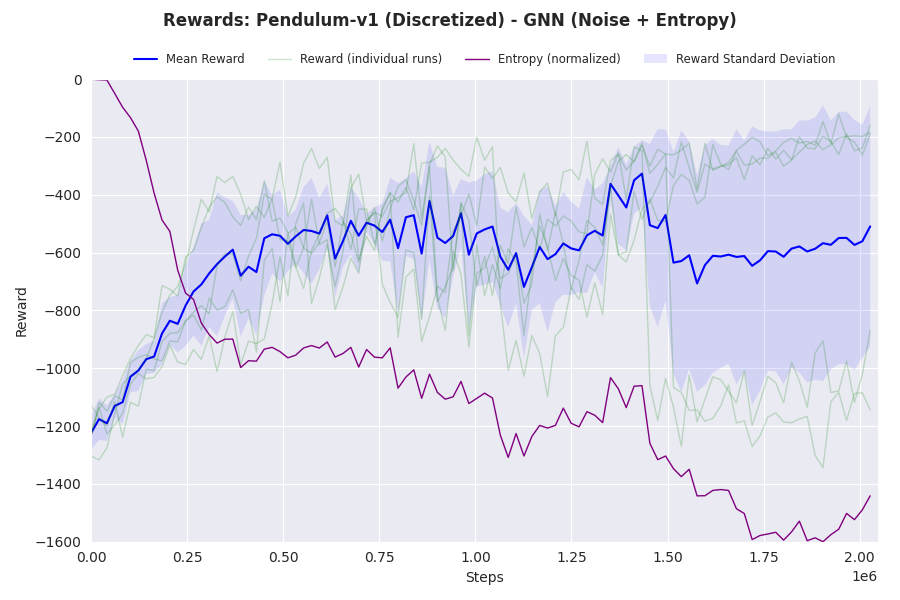 Rewards: Pendulum-v1 (Discretized) - GNN (Noise + Entropy)
Mean Reward
Reward (individual runs)
Entropy (normalized)
Reward Standard Deviation
0
−200
−400
−600
−800
−1000
−1200
−1400
−1600
Reward
0.00
0.25
0.50
0.75
1.00
1.25
1.50
1.75
2.00
1e6
Steps